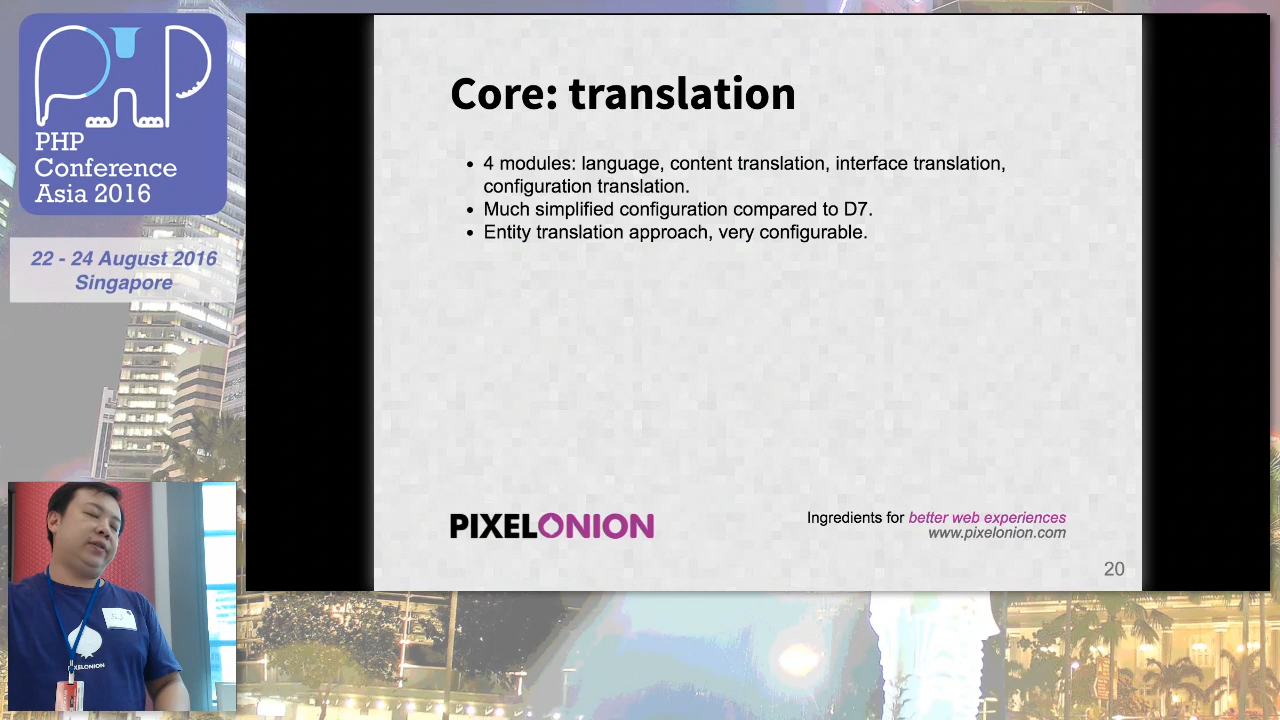 PHP
PHP
Conference
Asia 2016
22 - 24 August 2016
Singapore
Core: translation
• 4 modules: language, content translation, interface translation,
configuration translation.
• Much simplified configuration compared to D7.
• Entity translation approach, very configurable.
PIXELONION
Ingredients for better web experiences
www.pixelonion.com
20